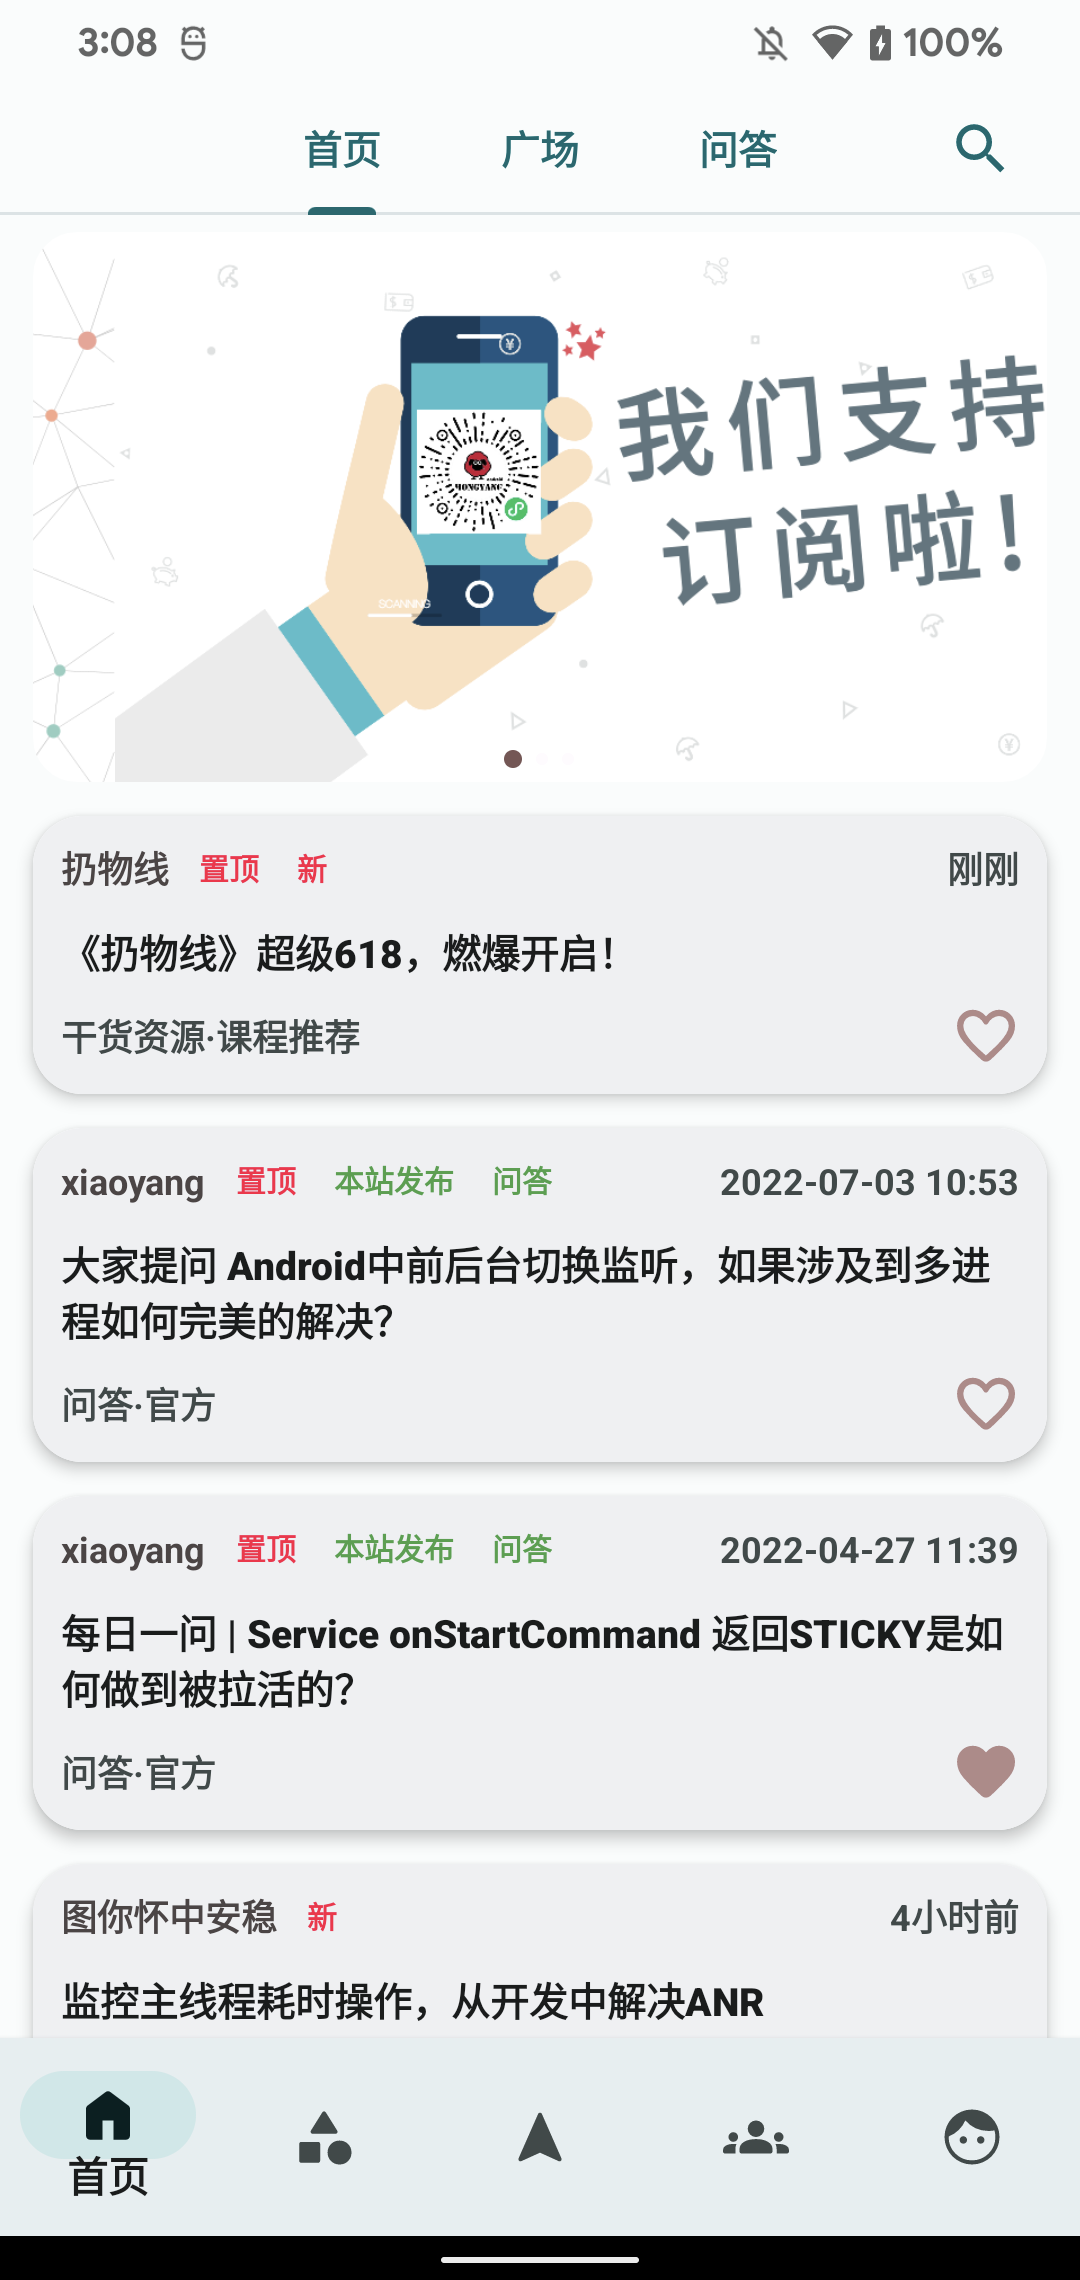 3:08
100%
首页
广场
问答
我们支持
订阅啦！
HONGYANG
SCANNING
扔物线 置顶 新 刚刚
《扔物线》超级618，燃爆开启！
干货资源·课程推荐
xiaoyang 置顶 本站发布 问答 2022-07-03 10:53
大家提问 Android中前后台切换监听，如果涉及到多进
程如何完美的解决？
问答·官方
xiaoyang 置顶 本站发布 问答 2022-04-27 11:39
每日一问 | Service onStartCommand 返回STICKY是如
何做到被拉活的？
问答·官方
图你怀中安稳 新 4小时前
监控主线程耗时操作，从开发中解决ANR
首页